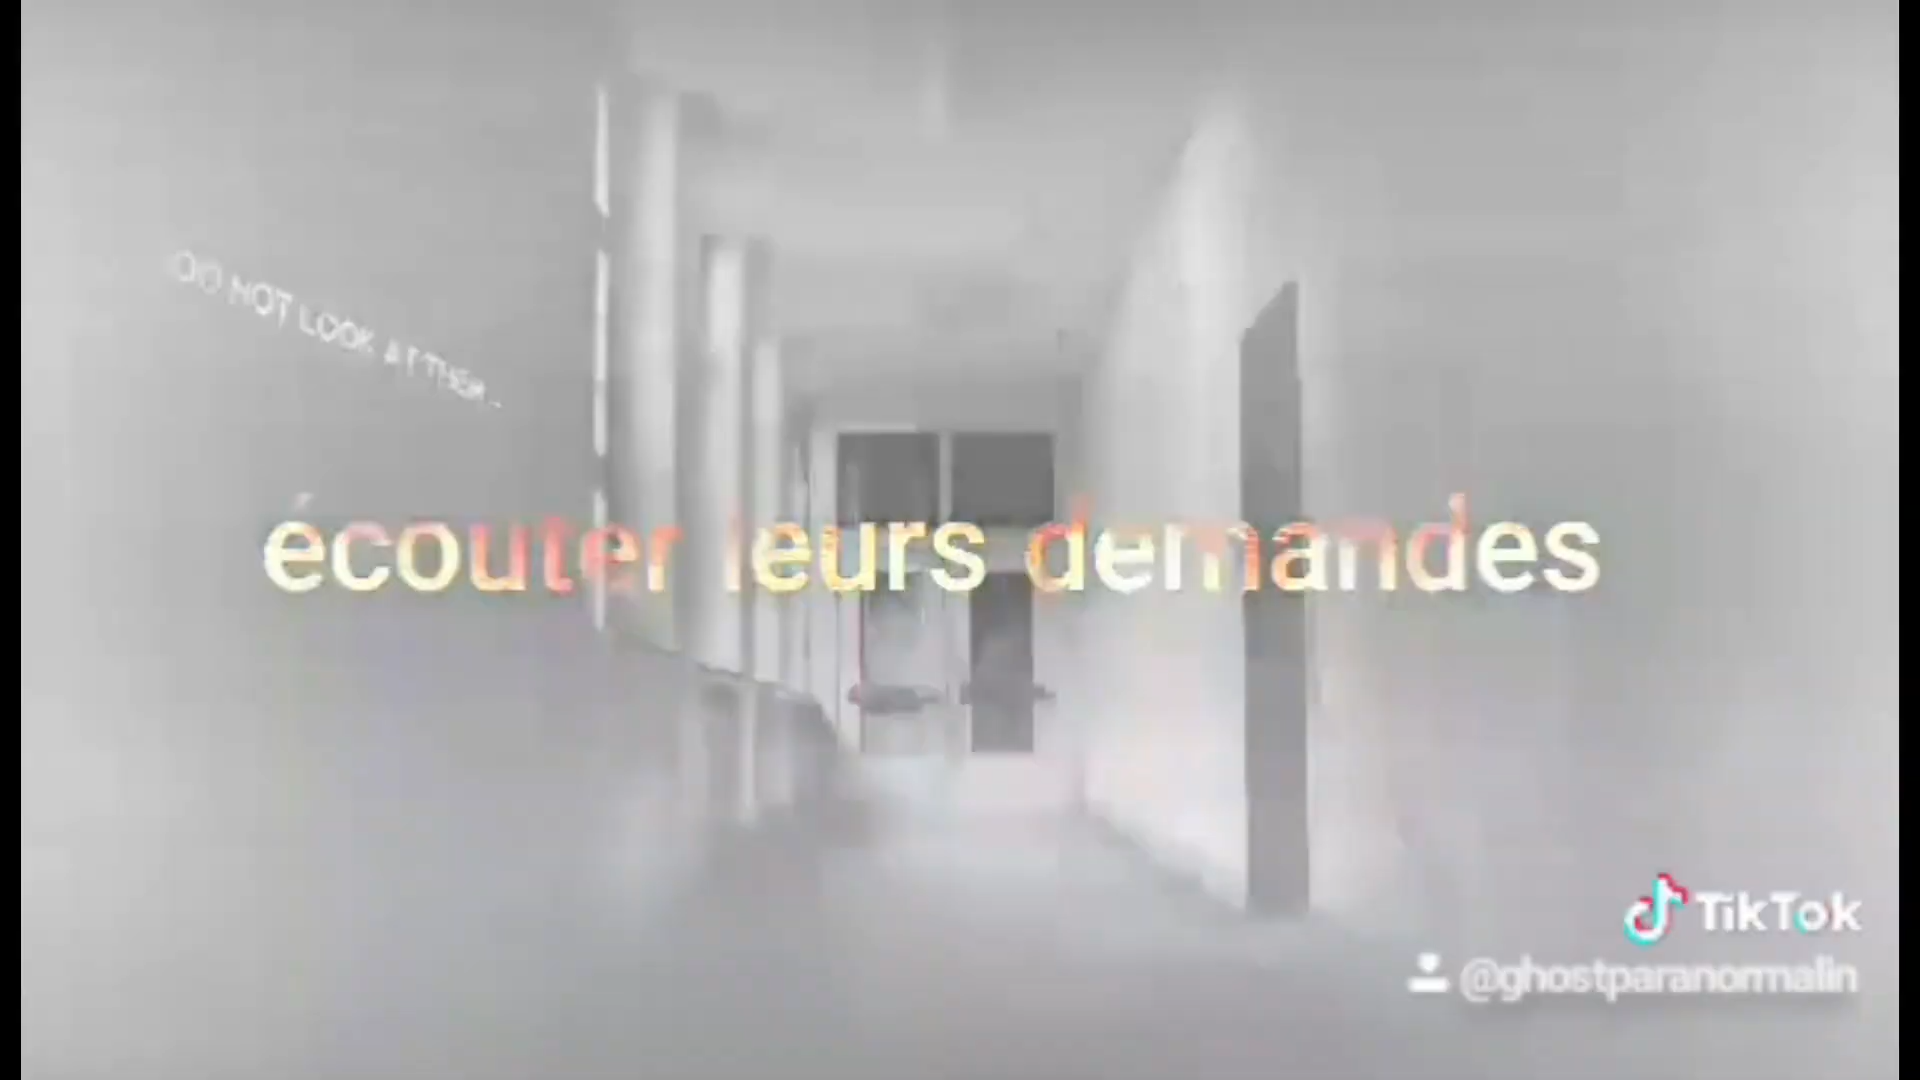 DO NOT LOOK AT THEM...
écouter leurs demandes
TikTok
@ghostparanormalin